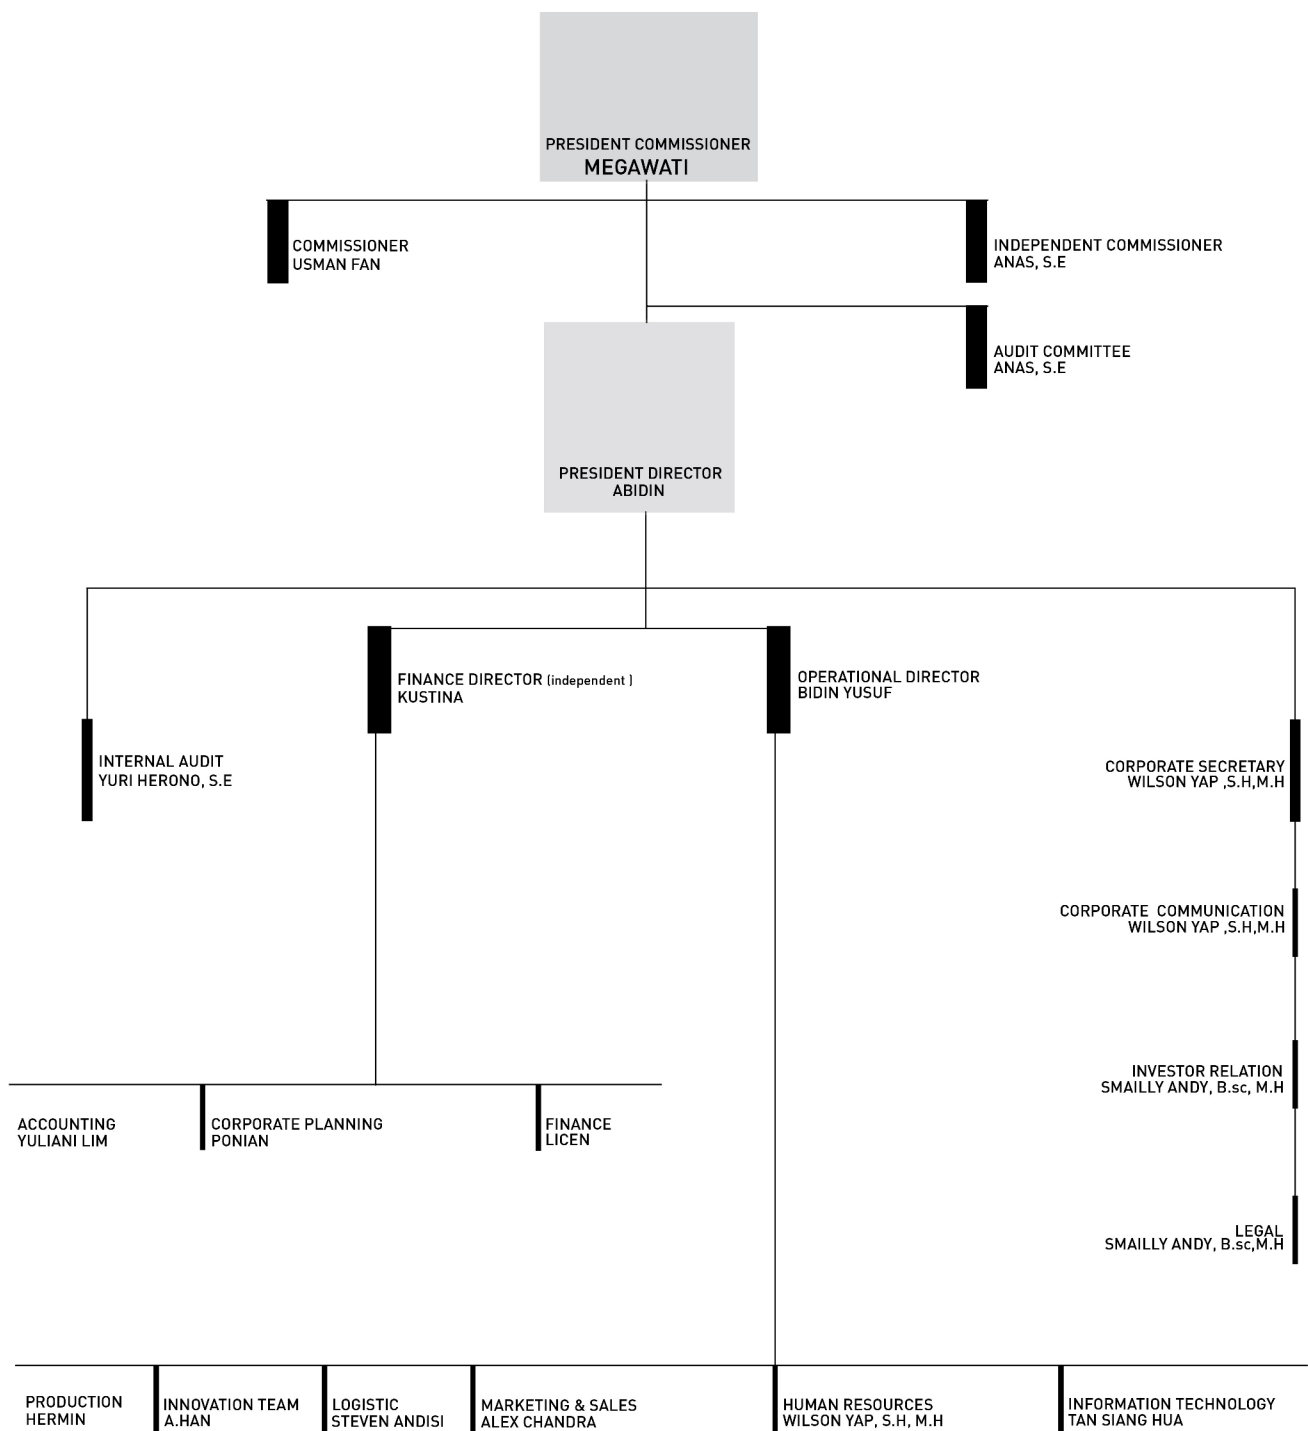 PRESIDENT COMMISSIONER
MEGAWATI
COMMISSIONER
USMAN FAN
INDEPENDENT COMMISSIONER
ANAS, S.E
AUDIT COMMITTEE
ANAS, S.E
PRESIDENT DIRECTOR
ABIDIN
FINANCE DIRECTOR (independent )
KUSTINA
OPERATIONAL DIRECTOR
BIDIN YUSUF
INTERNAL AUDIT
YURI HERONO, S.E
CORPORATE SECRETARY
WILSON YAP ,S.H,M.H
CORPORATE COMMUNICATION
WILSON YAP ,S.H,M.H
INVESTOR RELATION
SMAILLY ANDY, B.sc, M.H
ACCOUNTING
YULIANI LIM
CORPORATE PLANNING
PONIAN
FINANCE
LICEN
LEGAL
SMAILLY ANDY, B.sc,M.H
PRODUCTION
HERMIN
INNOVATION TEAM
A.HAN
LOGISTIC
STEVEN ANDISI
MARKETING & SALES
ALEX CHANDRA
HUMAN RESOURCES
WILSON YAP, S.H, M.H
INFORMATION TECHNOLOGY
TAN SIANG HUA